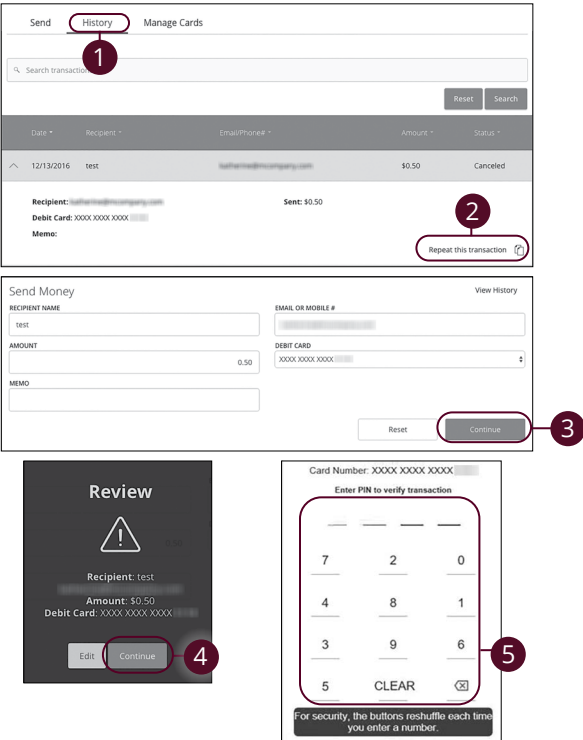 Send History Manage Cards
1
Search transactions
Reset Search
Date Recipient Email/Phone# Amount Status
12/13/2016 test $0.50 Canceled
Recipient: Sent: $0.50
2
Debit Card: XXXX XXXX XXXX
Memo:
Repeat this transaction
Send Money View History
RECIPIENT NAME EMAIL OR MOBILE #
test
AMOUNT DEBIT CARD
0.50 XXXX XXXX XXXX
MEMO
Reset Continue 3
Review
Recipient: test
Amount: $0.50
Debit Card: XXXX XXXX XXXX
Edit Continue 4
Card Number: XXXX XXXX XXXX
Enter PIN to verify transaction
7 2 0
4 8 1
3 9 6
5
5 CLEAR
For security, the buttons reshuffle each time
you enter a number.